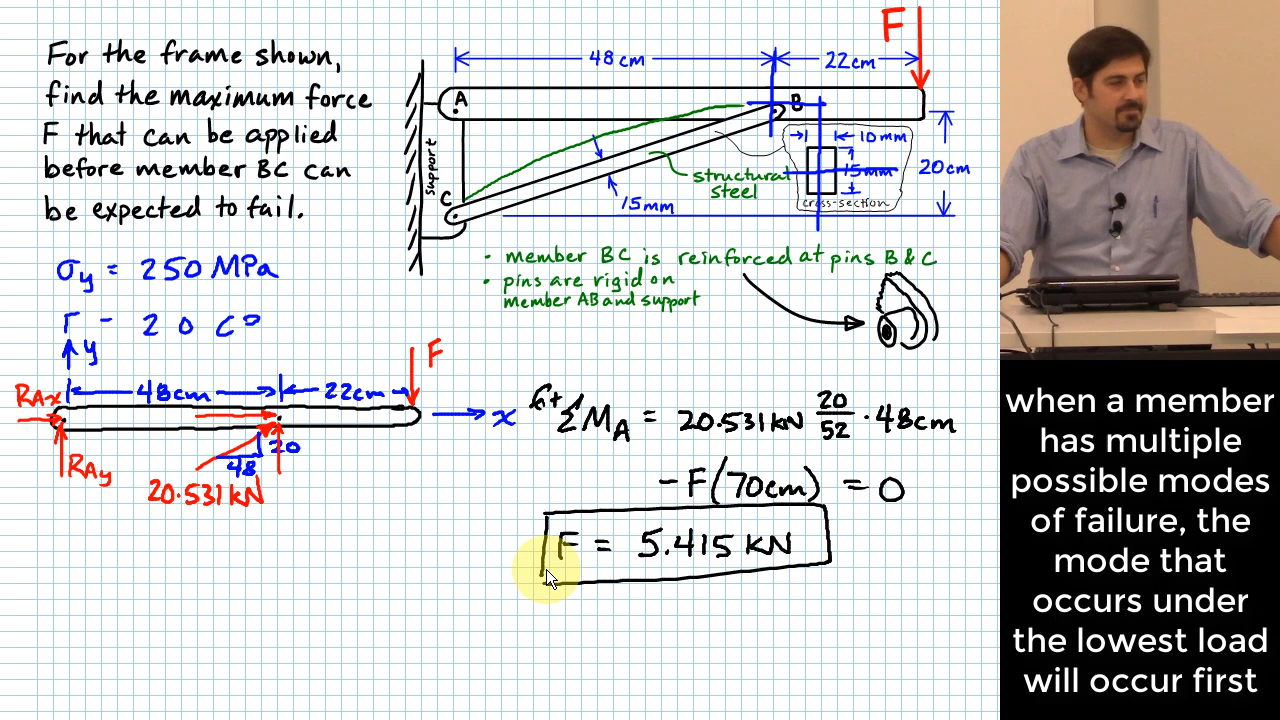 For the frame shown,
find the maximum force
F that can be applied
before member BC can
be expected to fail.
σy = 250 MPa
20 C°
F
48 cm
22cm
A
B
C
support
10 mm
15mm
cross-section
20cm
structural
steel
15mm
• member BC is reinforced at pins B & C
• pins are rigid on
member AB and support
y
F
48cm
22cm
RAx
x
20
48
RAy
20.531 kN
+ ΣMA = 20.531 kN 20/52 · 48cm
- F(70cm) = 0
F = 5.415 KN
when a member
has multiple
possible modes
of failure, the
mode that
occurs under
the lowest load
will occur first